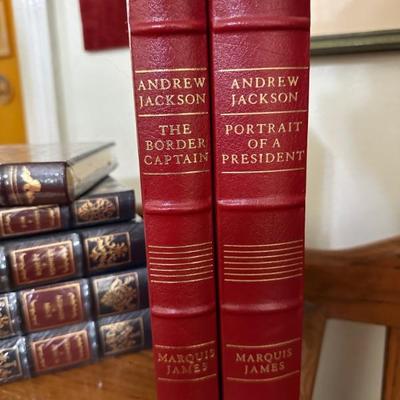 ANDREW
JACKSON
THE
BORDER
CAPTAIN
MARQUIS
JAMES
ANDREW
JACKSON
PORTRAIT
OF A
PRESIDENT
MARQUIS
JAMES